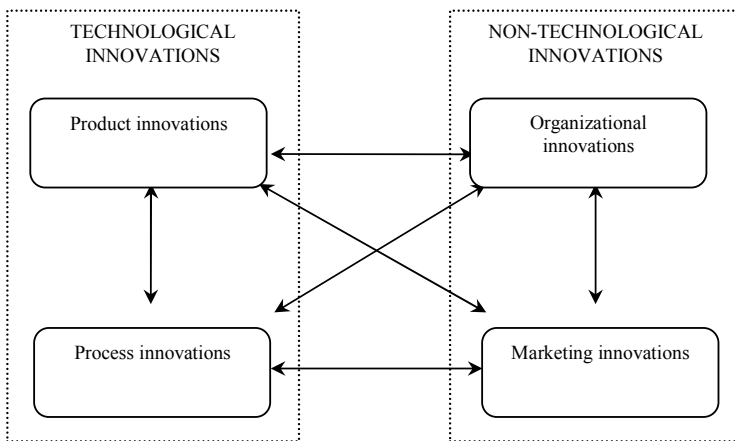 TECHNOLOGICAL
INNOVATIONS
NON-TECHNOLOGICAL
INNOVATIONS
Product innovations
Organizational
innovations
Process innovations
Marketing innovations